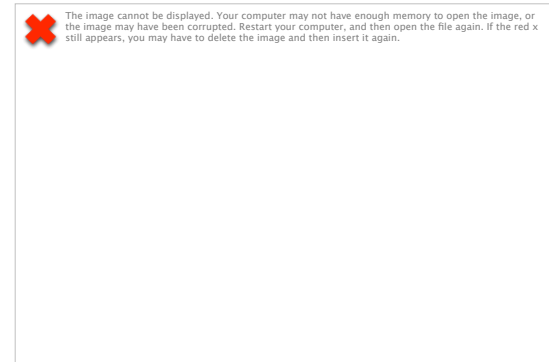 The image cannot be displayed. Your computer may not have enough memory to open the image, or
the image may have been corrupted. Restart your computer, and then open the file again. If the red x
still appears, you may have to delete the image and then insert it again.